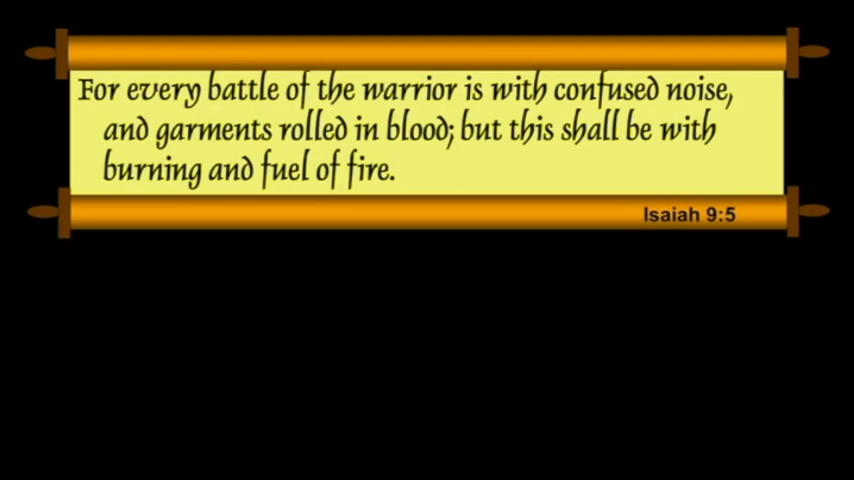 For every battle of the warrior is with confused noise,
and garments rolled in blood; but this shall be with
burning and fuel of fire.
Isaiah 9:5